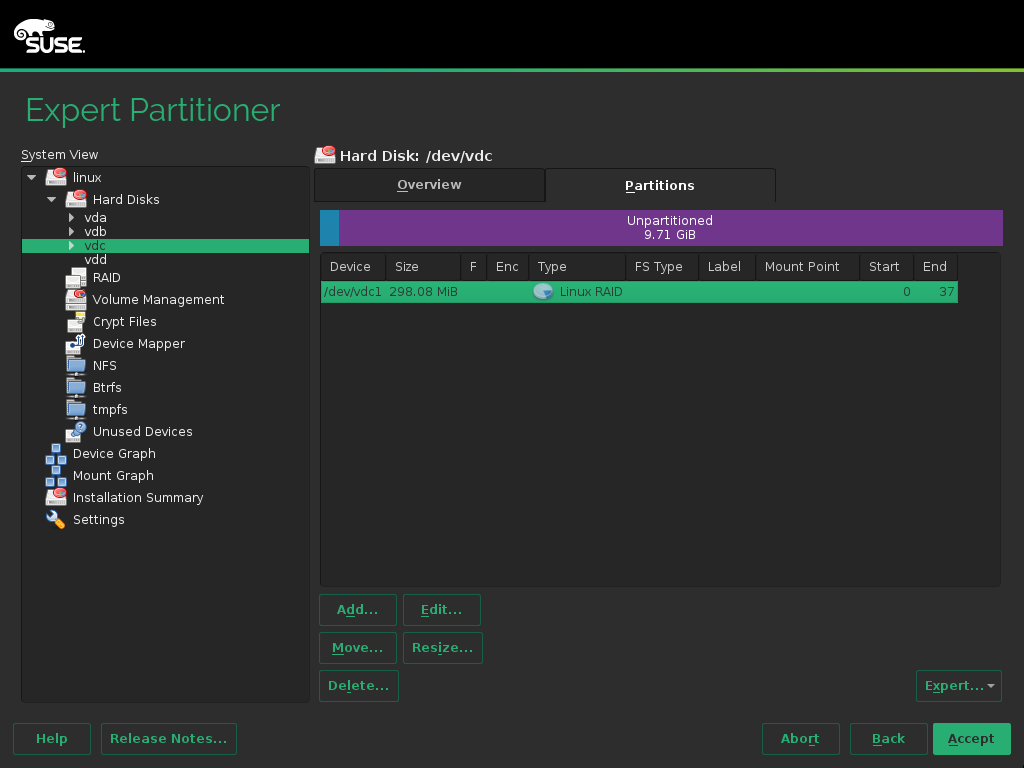 SUSE.
Expert Partitioner
System View
linux
Hard Disks
vda
vdb
vdc
vdd
RAID
Volume Management
Crypt Files
Device Mapper
NFS
Btrfs
tmpfs
Unused Devices
Device Graph
Mount Graph
Installation Summary
Settings
Hard Disk: /dev/vdc
Overview Partitions
Unpartitioned
9.71 GiB
Device Size F Enc Type FS Type Label Mount Point Start End
/dev/vdc1 298.08 MiB Linux RAID 0 37
Add... Edit...
Move... Resize...
Delete... Expert...
Help Release Notes... Abort Back Accept